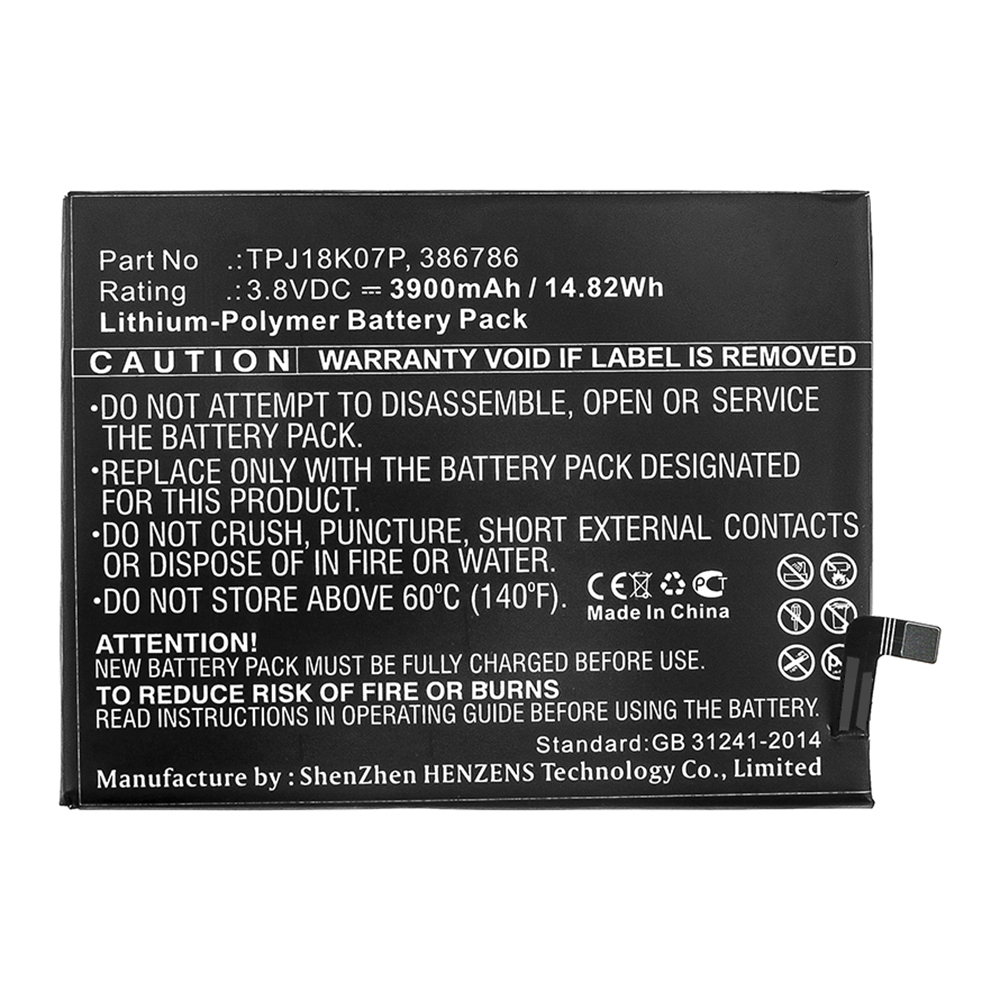 Part No .: TPJ18K07P, 386786
Rating .: 3.8VDC ⎓ 3900mAh / 14.82Wh
Lithium-Polymer Battery Pack
CAUTION WARRANTY VOID IF LABEL IS REMOVED
•DO NOT ATTEMPT TO DISASSEMBLE, OPEN OR SERVICE
THE BATTERY PACK.
•REPLACE ONLY WITH THE BATTERY PACK DESIGNATED
FOR THIS PRODUCT.
•DO NOT CRUSH, PUNCTURE, SHORT EXTERNAL CONTACTS
OR DISPOSE OF IN FIRE OR WATER.
•DO NOT STORE ABOVE 60°C (140°F).
CE PCT
Made In China
ATTENTION!
NEW BATTERY PACK MUST BE FULLY CHARGED BEFORE USE.
TO REDUCE RISK OF FIRE OR BURNS
READ INSTRUCTIONS IN OPERATING GUIDE BEFORE USING THE BATTERY.
Standard:GB 31241-2014
Manufacture by : ShenZhen HENZENS Technology Co., Limited